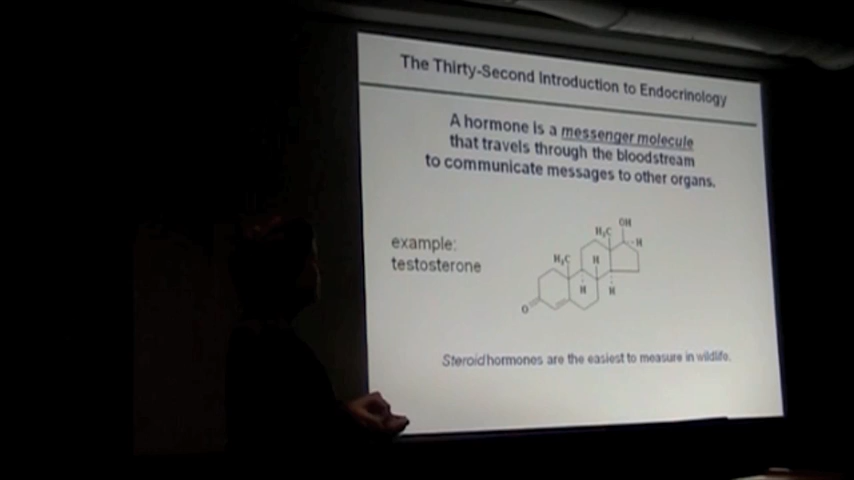 The Thirty-Second Introduction to Endocrinology
A hormone is a messenger molecule
that travels through the bloodstream
to communicate messages to other organs.
example:
testosterone
OH
H₃C
H
H₃C
H
H
H
O
Steroid hormones are the easiest to measure in wildlife.